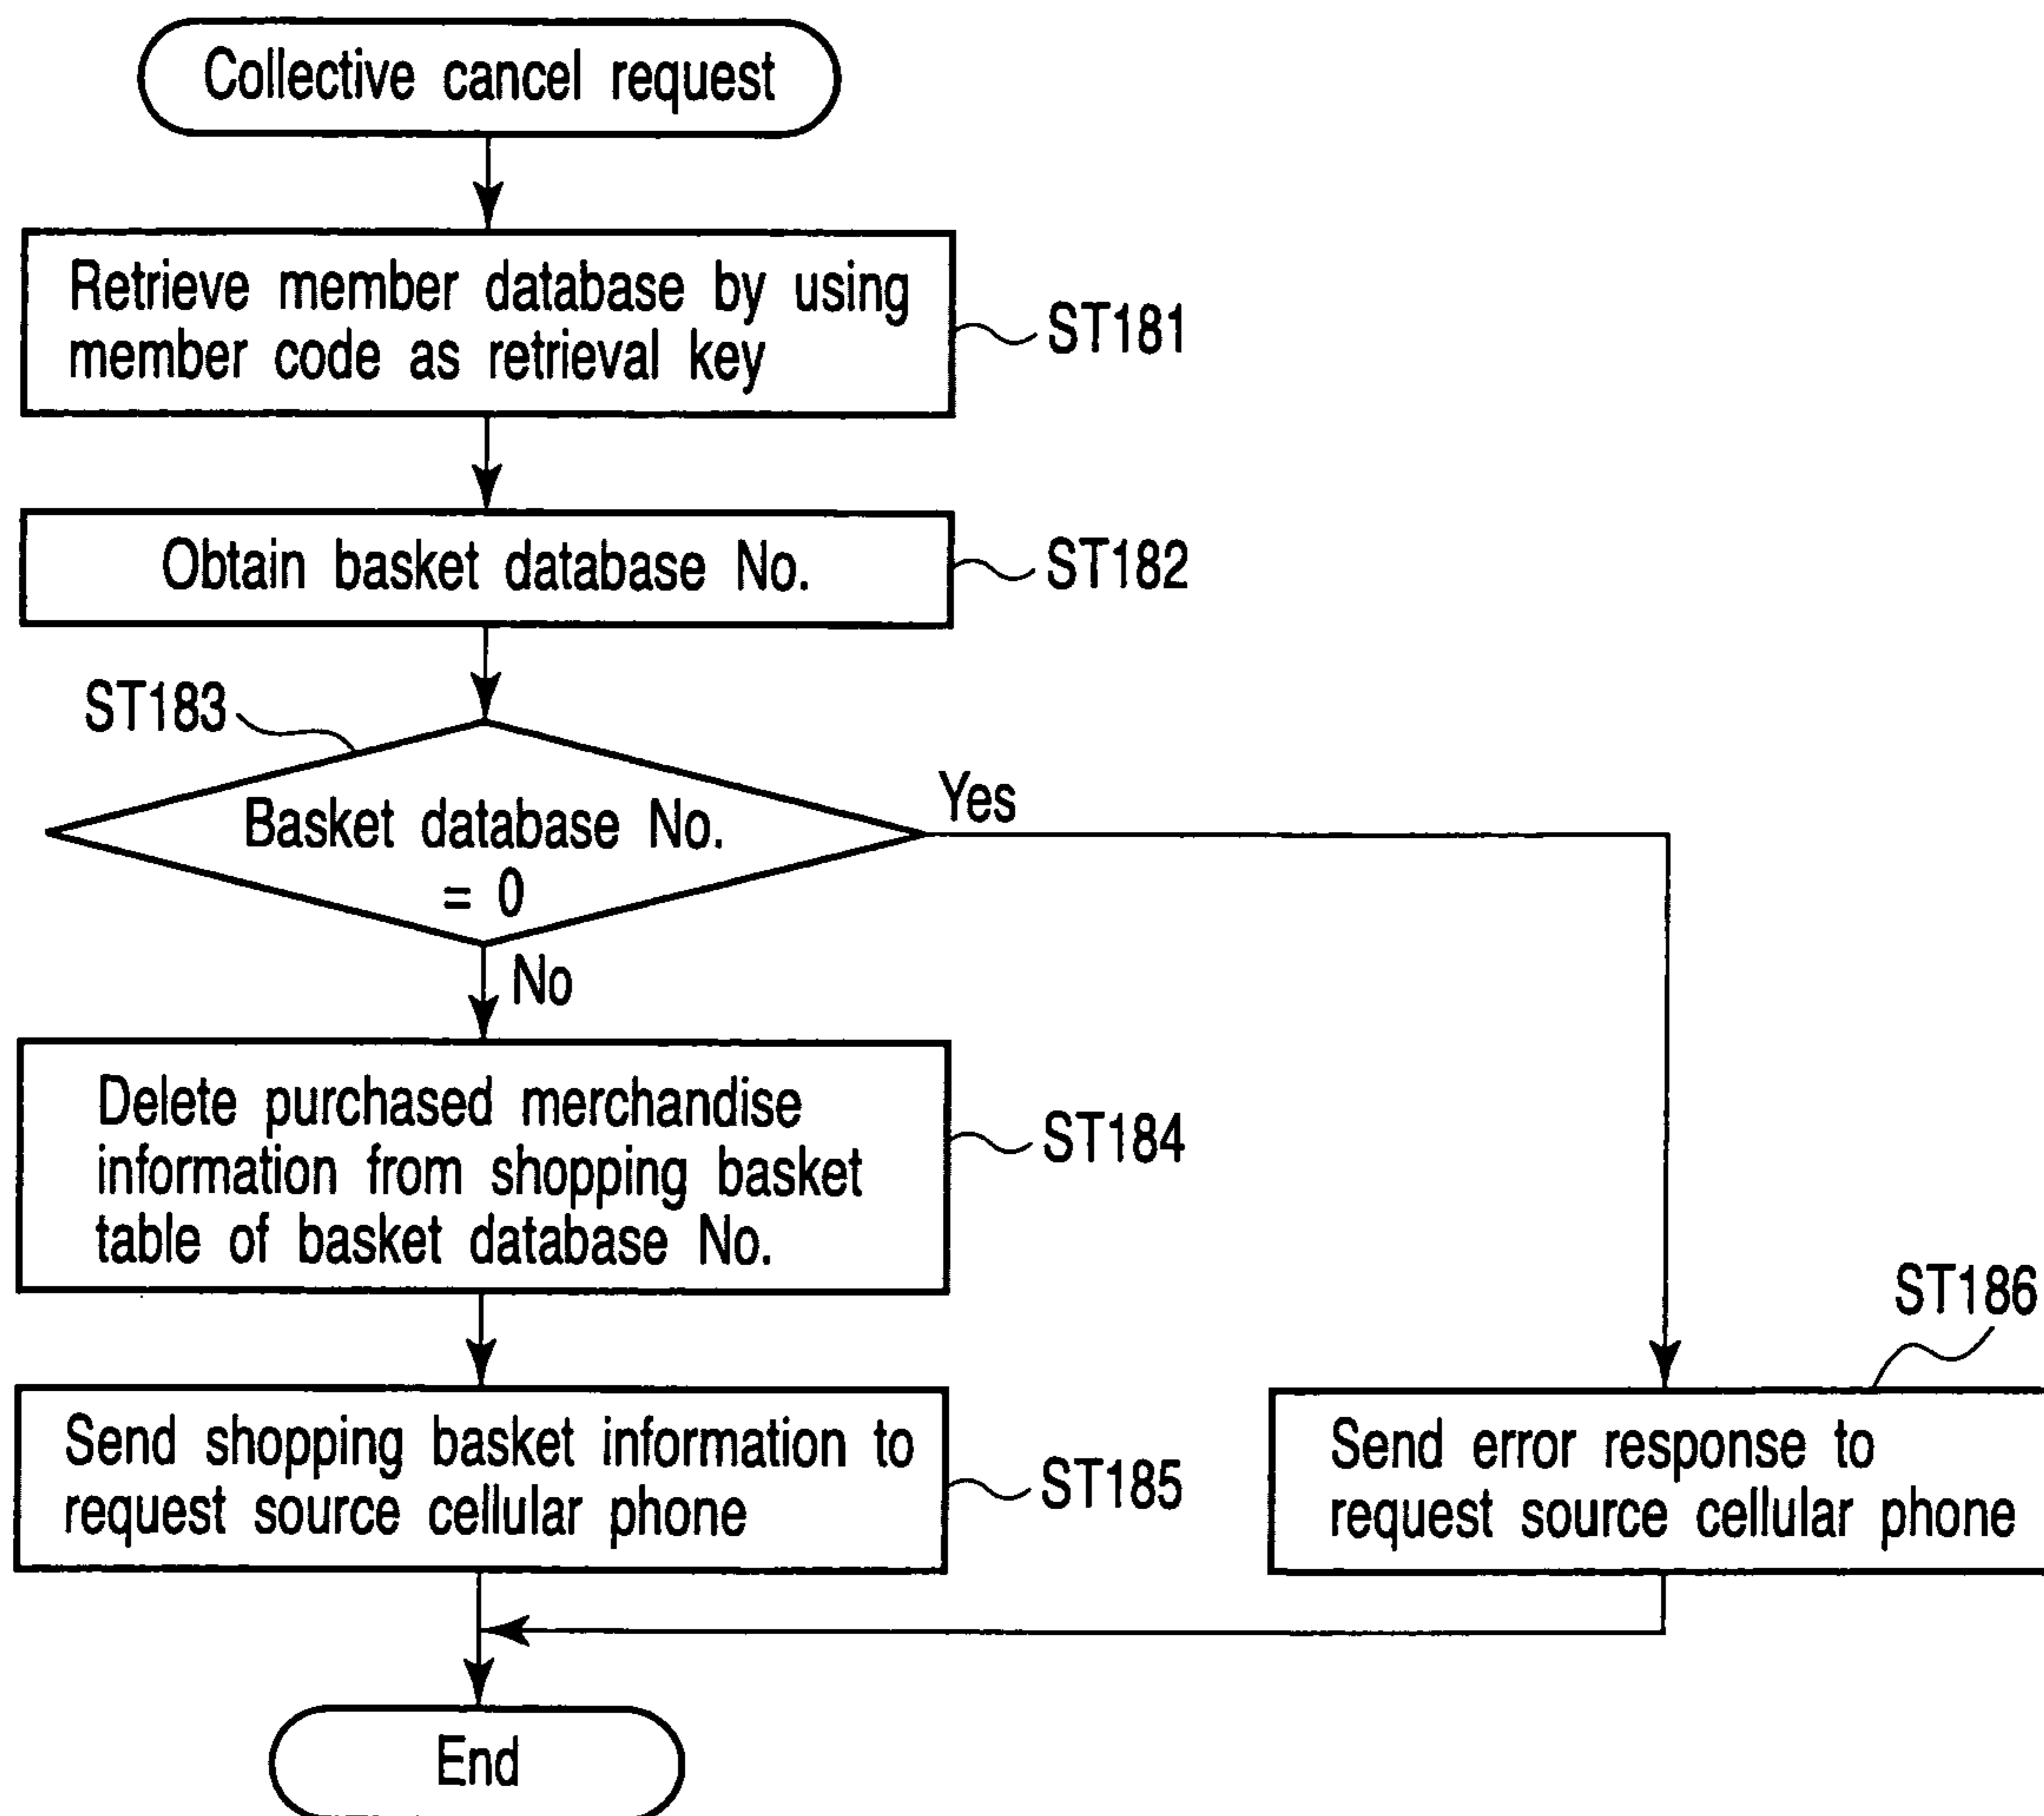 Collective cancel request
Retrieve member database by using
member code as retrieval key
ST181
Obtain basket database No.
ST182
ST183
Basket database No.
= 0
Yes
No
Delete purchased merchandise
information from shopping basket
table of basket database No.
ST184
ST186
Send shopping basket information to
request source cellular phone
ST185
Send error response to
request source cellular phone
End